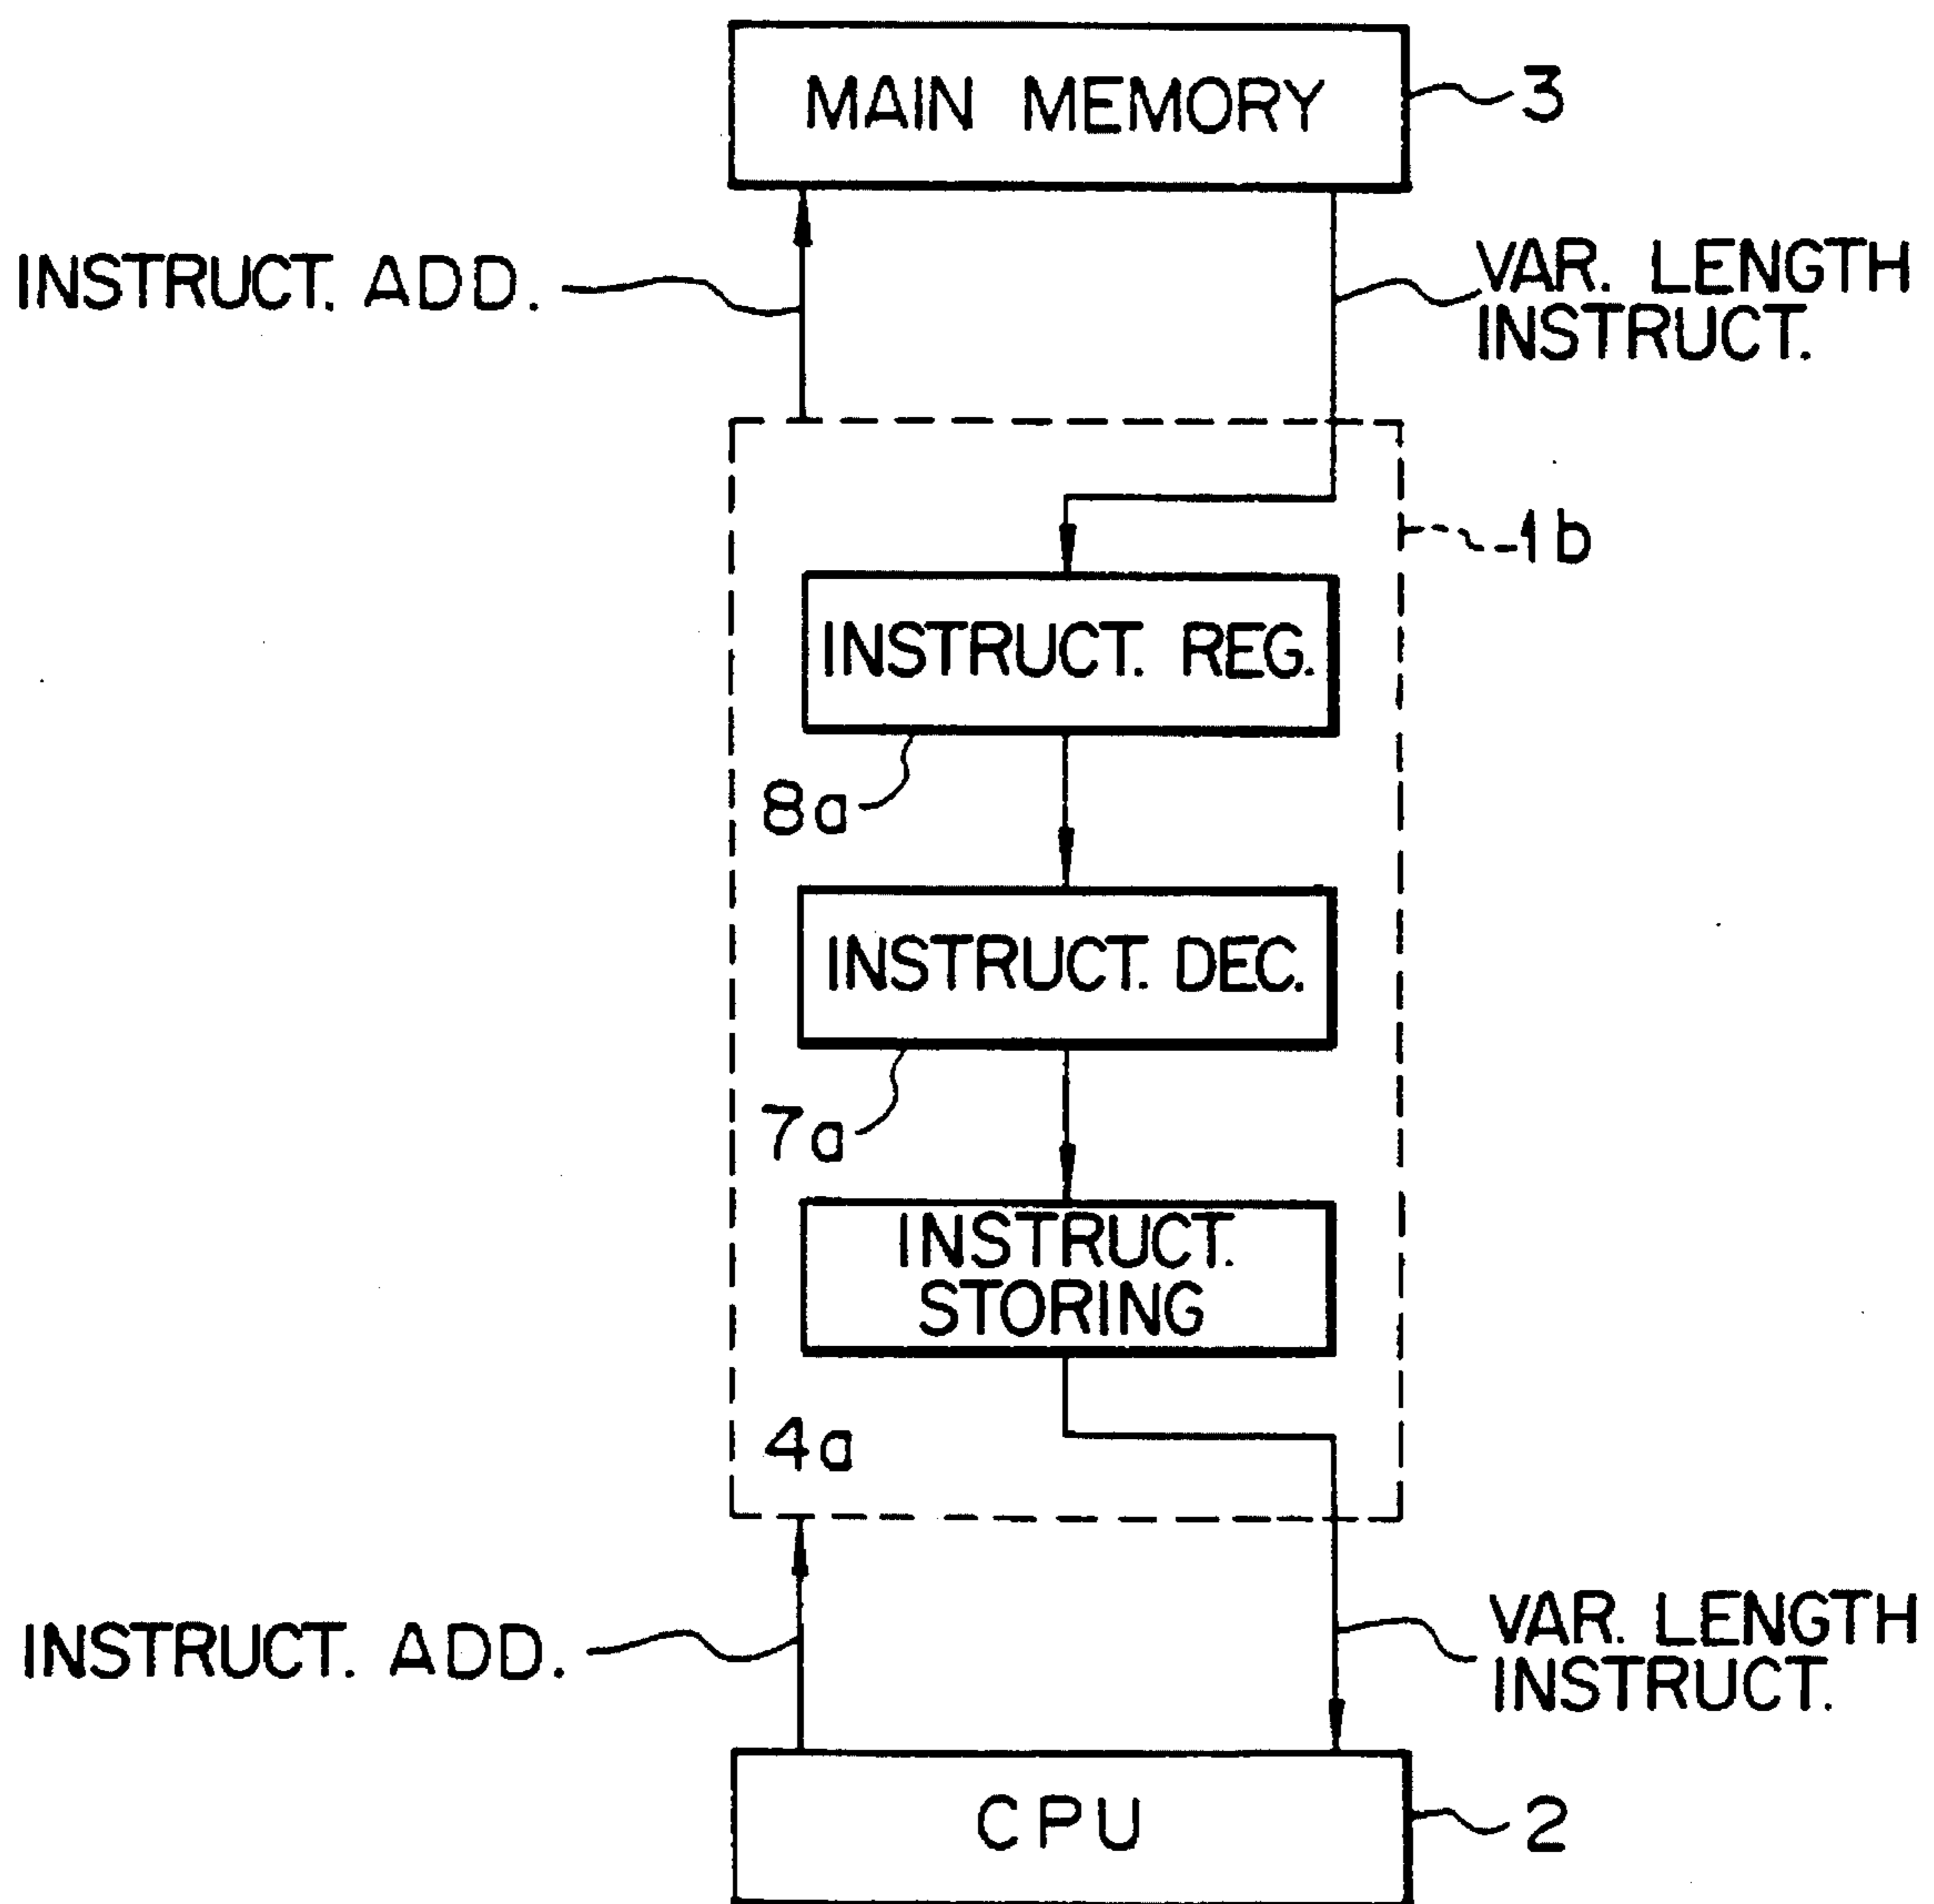 MAIN MEMORY
3
INSTRUCT. ADD.
VAR. LENGTH
INSTRUCT.
1b
INSTRUCT. REG.
8a
INSTRUCT. DEC.
7a
INSTRUCT.
STORING
4a
INSTRUCT. ADD.
VAR. LENGTH
INSTRUCT.
CPU
2